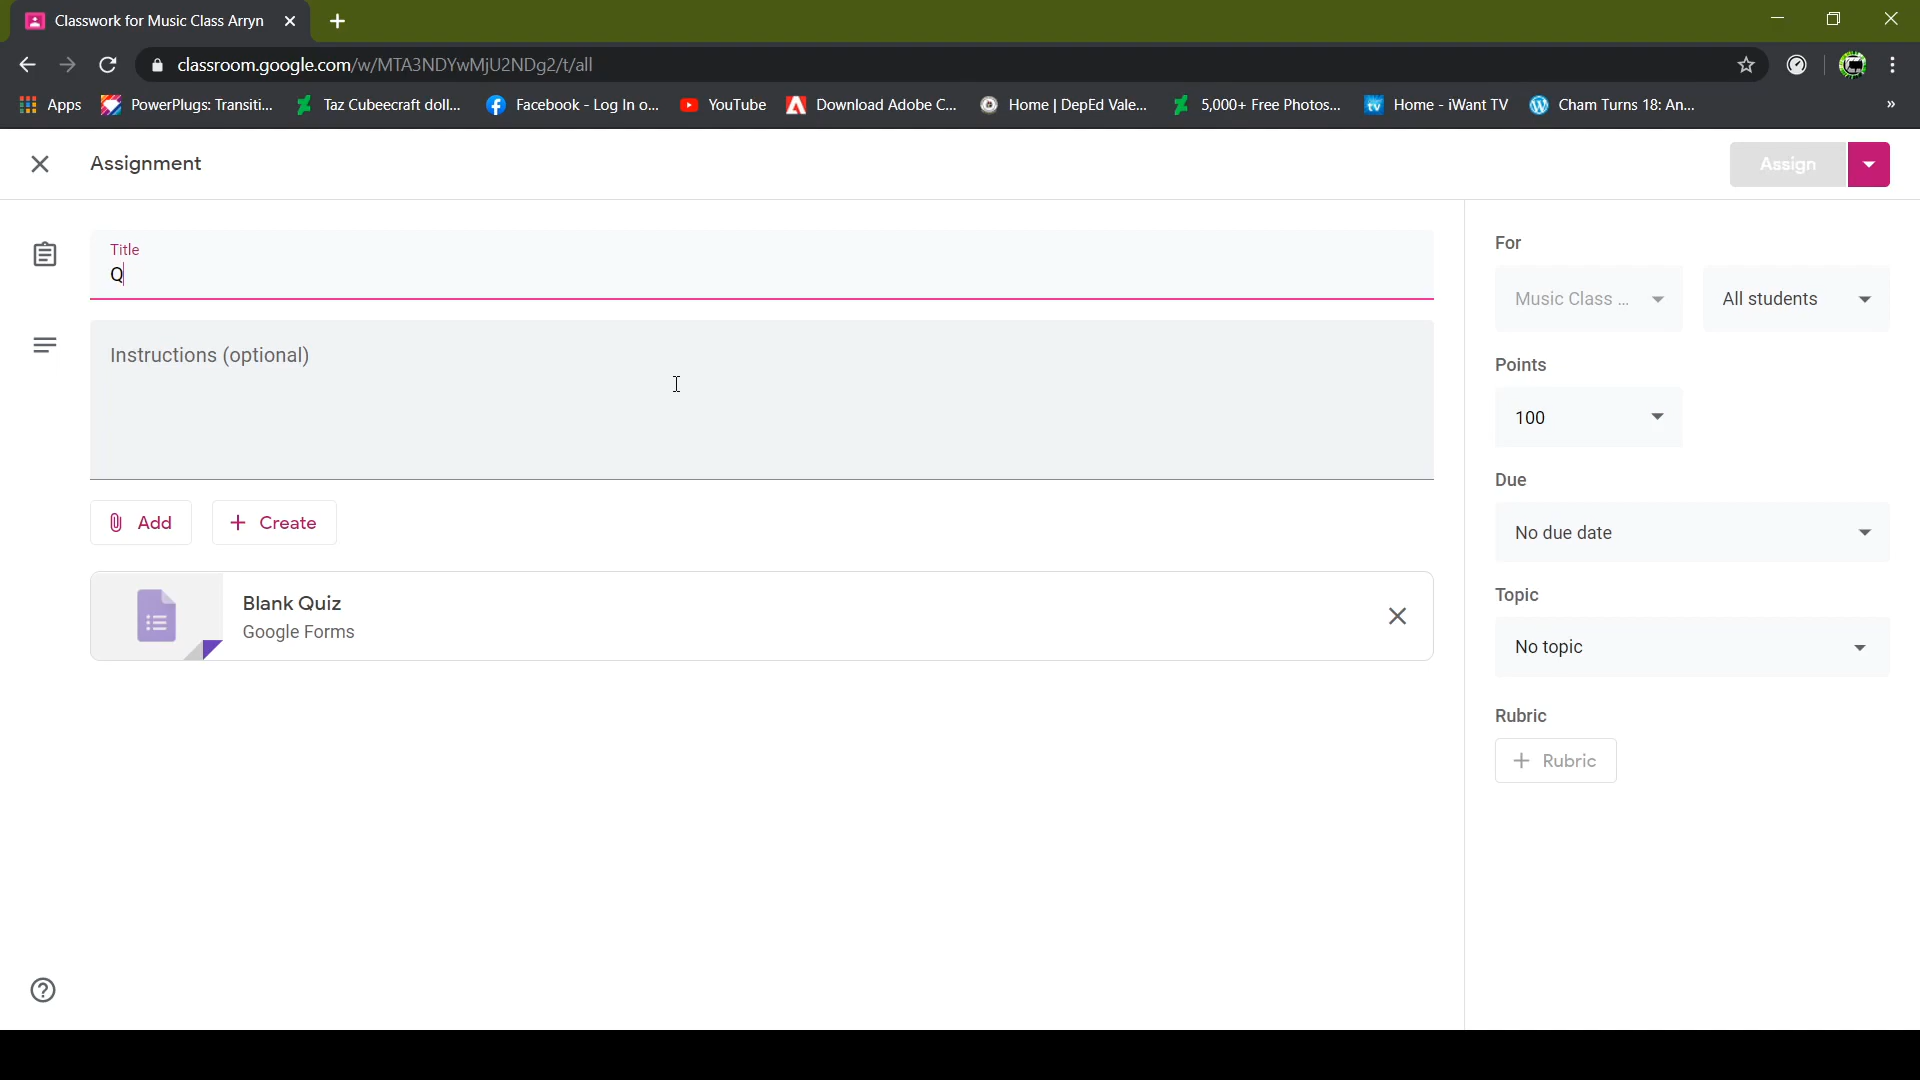 Classwork for Music Class Arryn
classroom.google.com/w/MTA3NDYwMjU2NDg2/t/all
Apps PowerPlugs: Transiti... Taz Cubeecraft doll... Facebook - Log In o... YouTube Download Adobe C... Home | DepEd Vale... 5,000+ Free Photos... Home - iWant TV Cham Turns 18: An... »
Assignment
Assign
Title
Q
Instructions (optional)
Add
Create
Blank Quiz
Google Forms
For
Music Class ...
All students
Points
100
Due
No due date
Topic
No topic
Rubric
Rubric